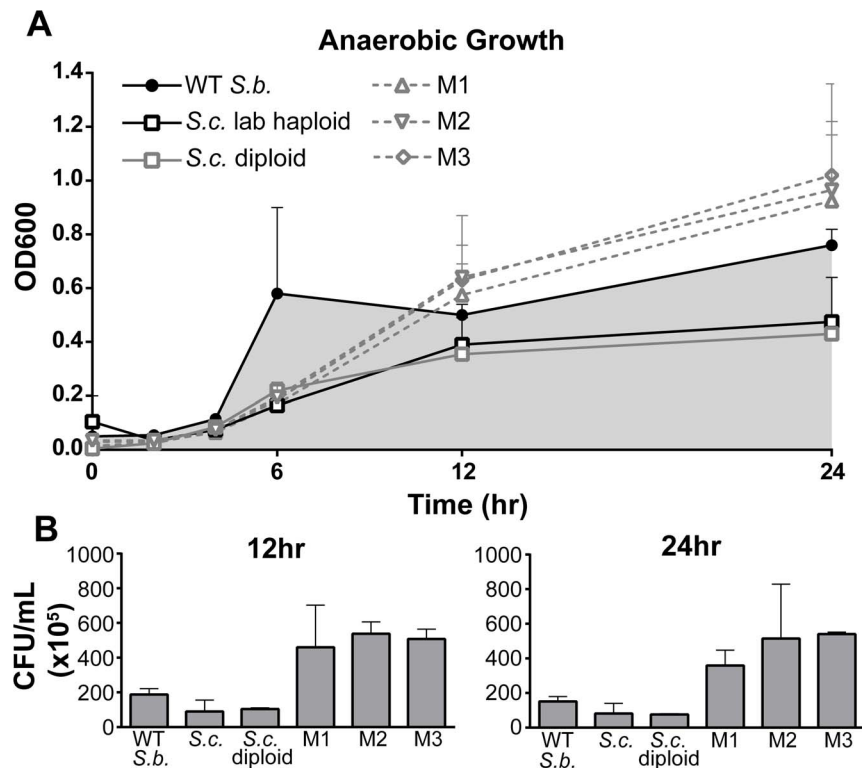 A
Anaerobic Growth
WT S.b.
S.c. lab haploid
S.c. diploid
M1
M2
M3
OD600
1.4
1.2
1.0
0.8
0.6
0.4
0.2
0.0
0 6 12 24
Time (hr)
B
12hr
CFU/mL
(x10⁵)
1000
800
600
400
200
0
WT S.b. S.c. S.c. diploid M1 M2 M3
24hr
1000
800
600
400
200
0
WT S.b. S.c. S.c. diploid M1 M2 M3